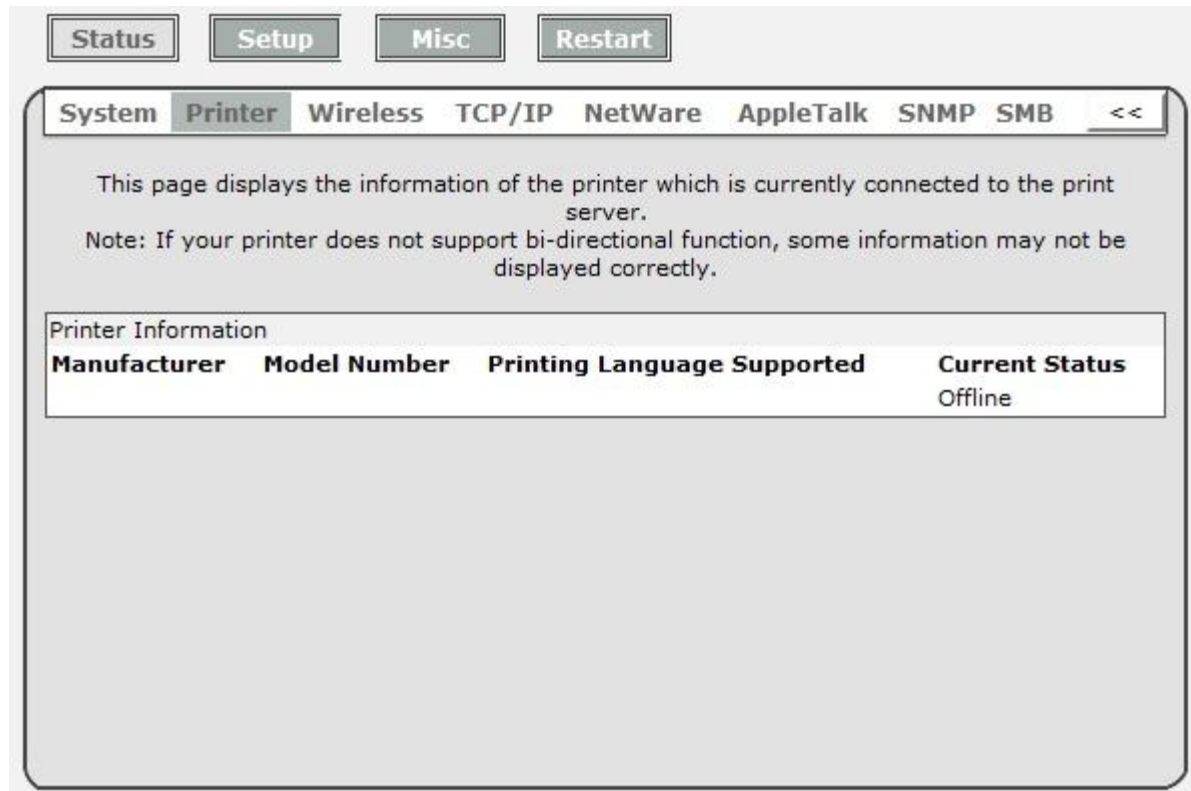 Status Setup Misc Restart
System Printer Wireless TCP/IP NetWare AppleTalk SNMP SMB <<
This page displays the information of the printer which is currently connected to the print
server.
Note: If your printer does not support bi-directional function, some information may not be
displayed correctly.
Printer Information
Manufacturer Model Number Printing Language Supported Current Status
Offline